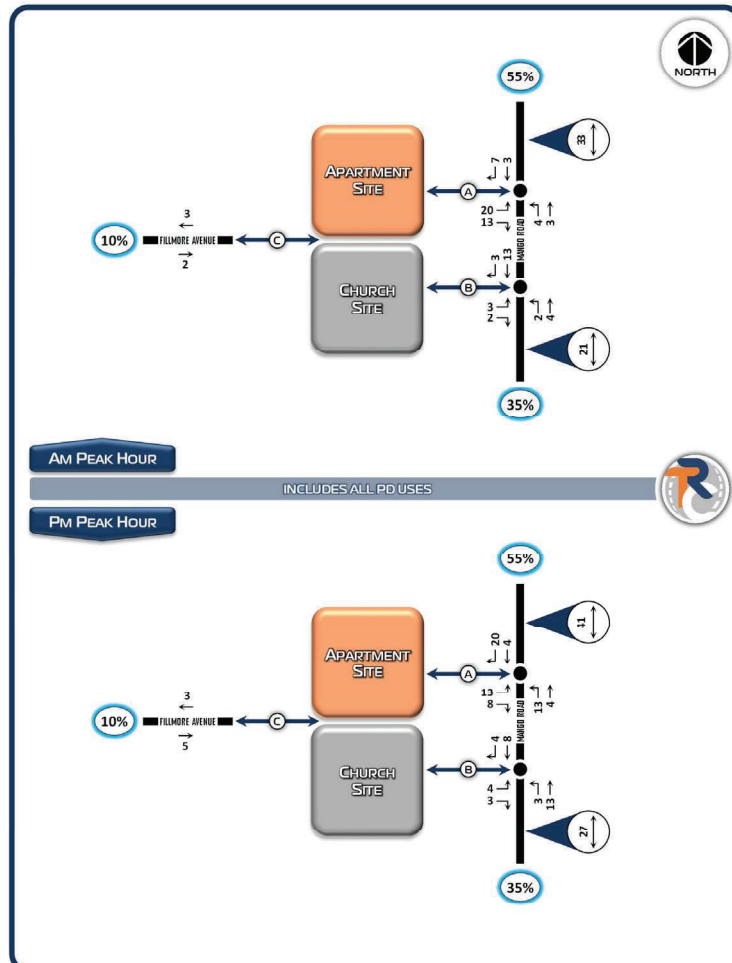 NORTH
55%
33
7
3
APARTMENT
SITE
A
3
20
13
4
3
10%
FILLMORE AVENUE
C
MANGO ROAD
2
3
13
CHURCH
SITE
B
3
2
2
4
21
35%
AM PEAK HOUR
INCLUDES ALL PD USES
PM PEAK HOUR
TR
55%
41
20
4
APARTMENT
SITE
A
3
13
8
13
4
10%
FILLMORE AVENUE
C
MANGO ROAD
5
4
8
CHURCH
SITE
B
4
3
3
13
27
35%